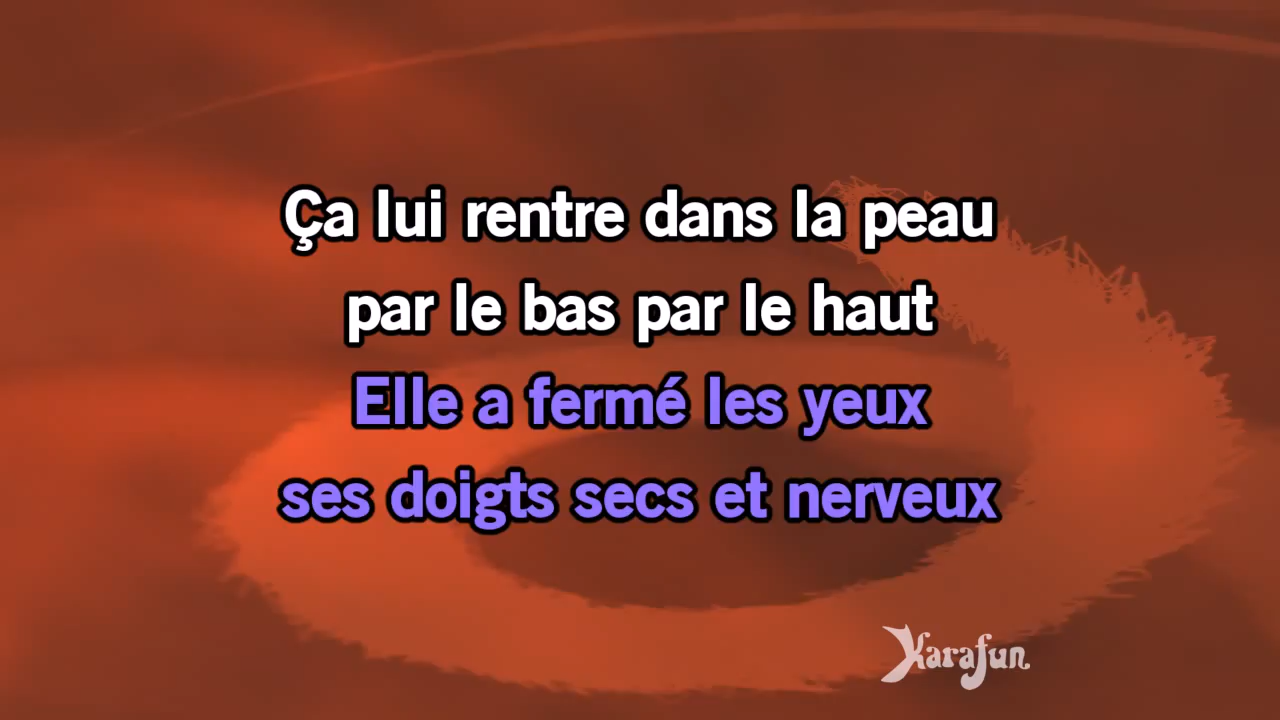 Ça lui rentre dans la peau
par le bas par le haut
Elle a fermé les yeux
ses doigts secs et nerveux
Karafun